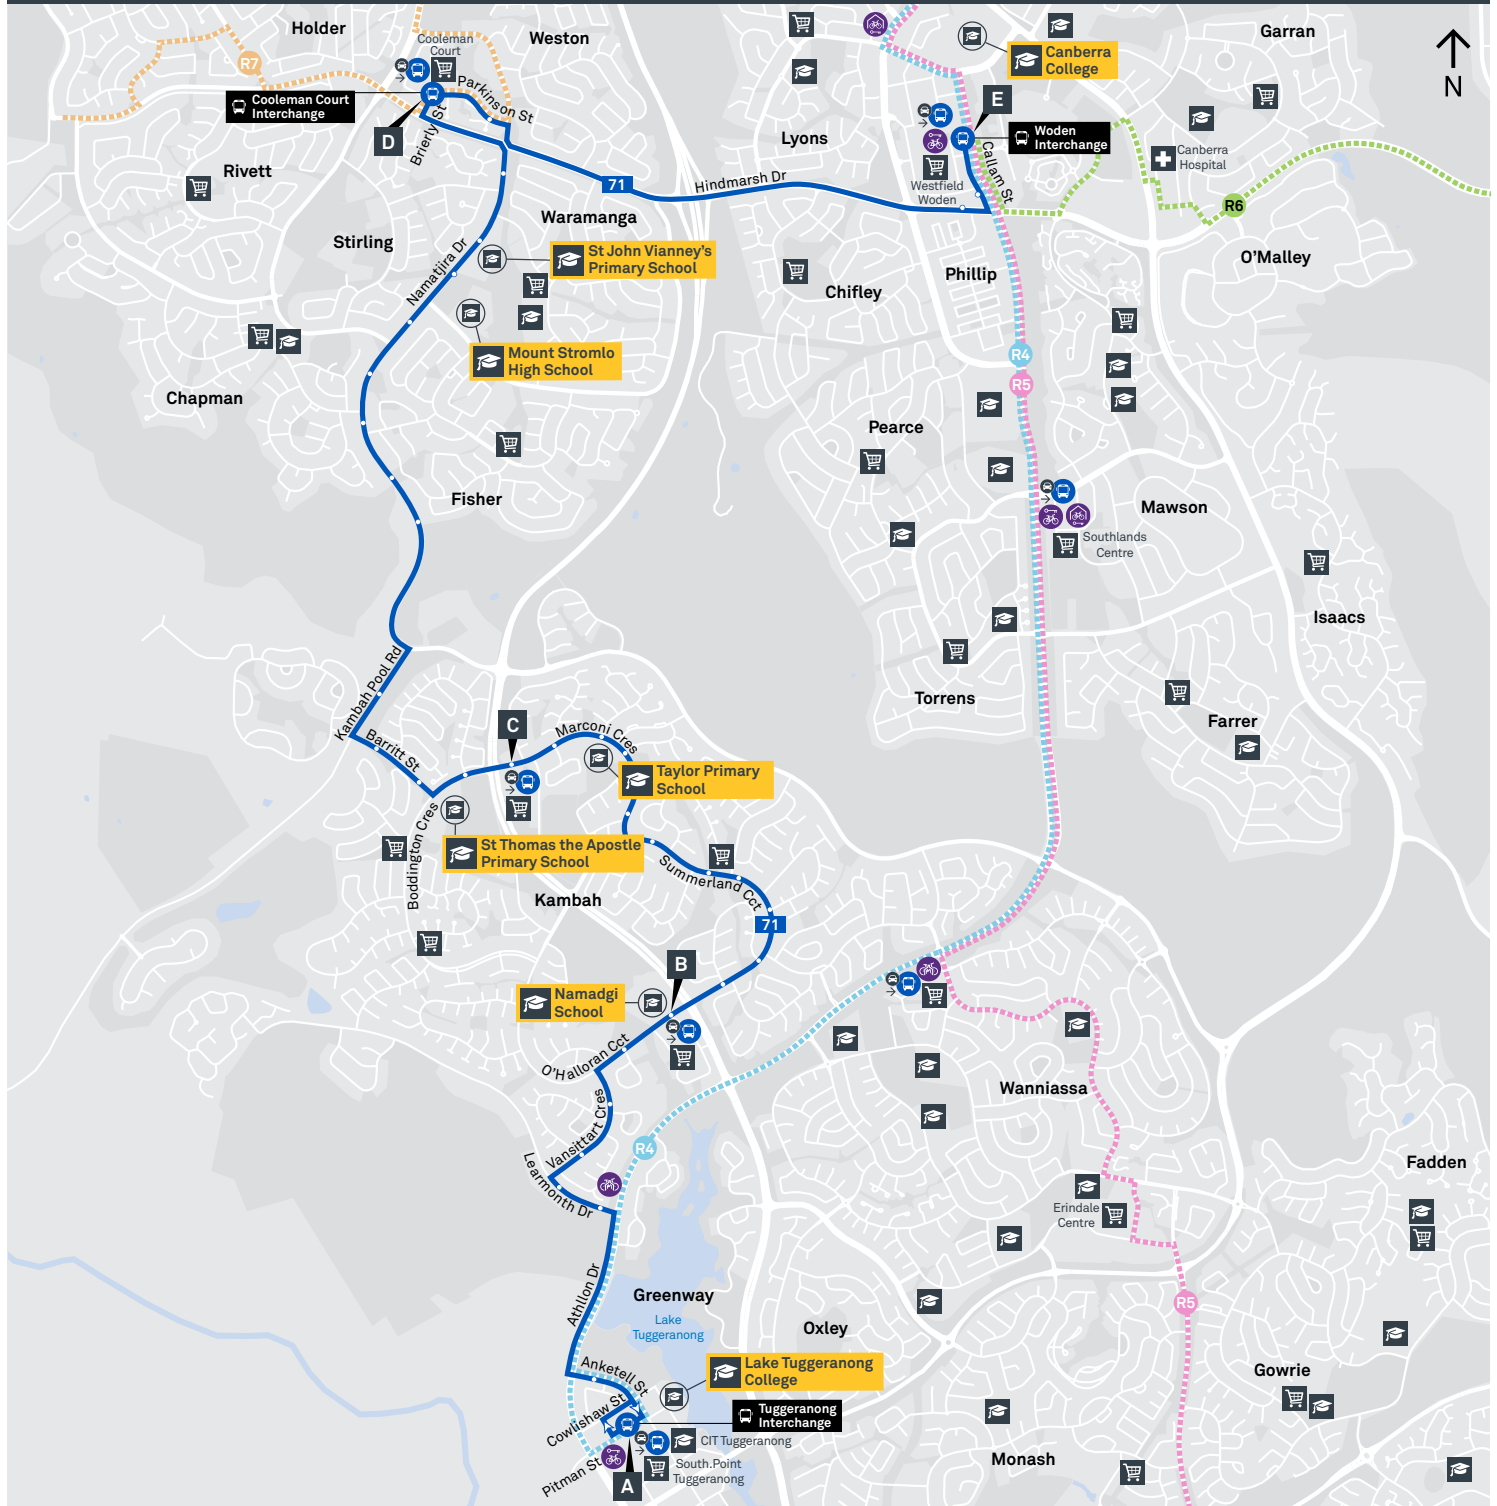 Holder
Weston
Garran
Cooleman
Court
R7
Canberra
College
N
Parkinson St
Cooleman Court
Interchange
D
Brierly St
E
Lyons
Woden
Interchange
Callam St
Canberra
Hospital
Rivett
71
Hindmarsh Dr
Westfield
Woden
R6
Waramanga
Stirling
Namatjira Dr
St John Vianney's
Primary School
O'Malley
Phillip
Chifley
Mount Stromlo
High School
R4
R5
Chapman
Pearce
Fisher
Mawson
Southlands
Centre
Isaacs
Kambah Pool Rd
Torrens
Farrer
C
Marconi Cres
Barritt St
Taylor Primary
School
Boddington Cres
St Thomas the Apostle
Primary School
Summerland Cct
Kambah
71
B
Namadgi
School
O'Halloran Cct
Vansittart Cres
Wanniassa
R4
Learmonth Dr
Fadden
Erindale
Centre
Athllon Dr
Greenway
R5
Lake
Tuggeranong
Oxley
Anketell St
Lake Tuggeranong
College
Gowrie
Cowlishaw St
Tuggeranong
Interchange
CIT Tuggeranong
Pitman St
A
South.Point
Tuggeranong
Monash